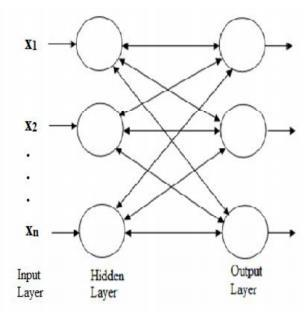 X1
X2
.
.
.
Xn
Input Hidden Output
Layer Layer Layer